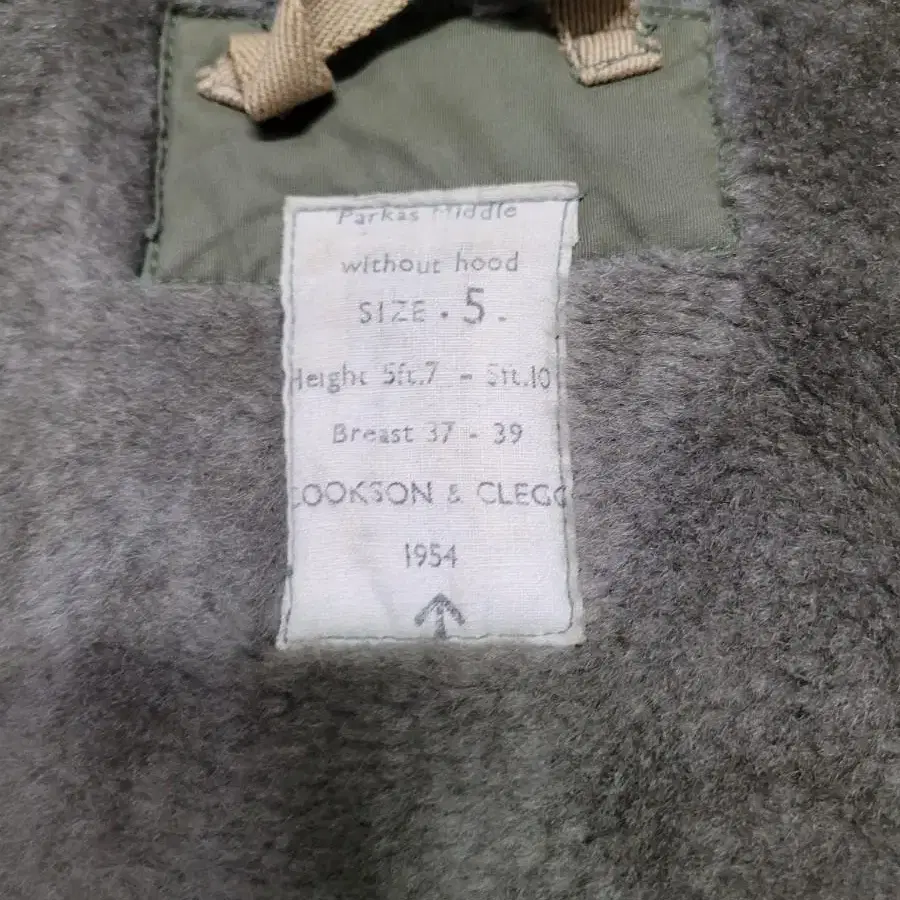 Parkas Middle
without hood
SIZE . 5 .
Height 5ft.7 - 5ft.10
Breast 37 - 39
COOKSON & CLEGG
1954